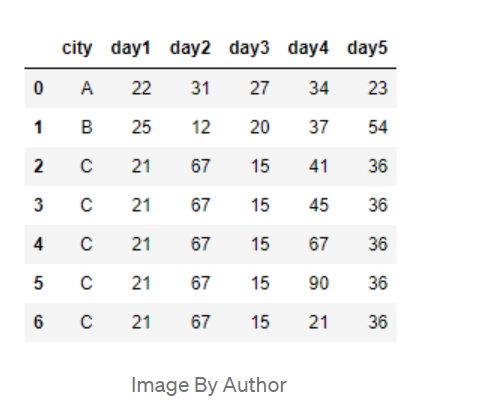 city day1 day2 day3 day4 day5
0 A 22 31 27 34 23
1 B 25 12 20 37 54
2 C 21 67 15 41 36
3 C 21 67 15 45 36
4 C 21 67 15 67 36
5 C 21 67 15 90 36
6 C 21 67 15 21 36
Image By Author